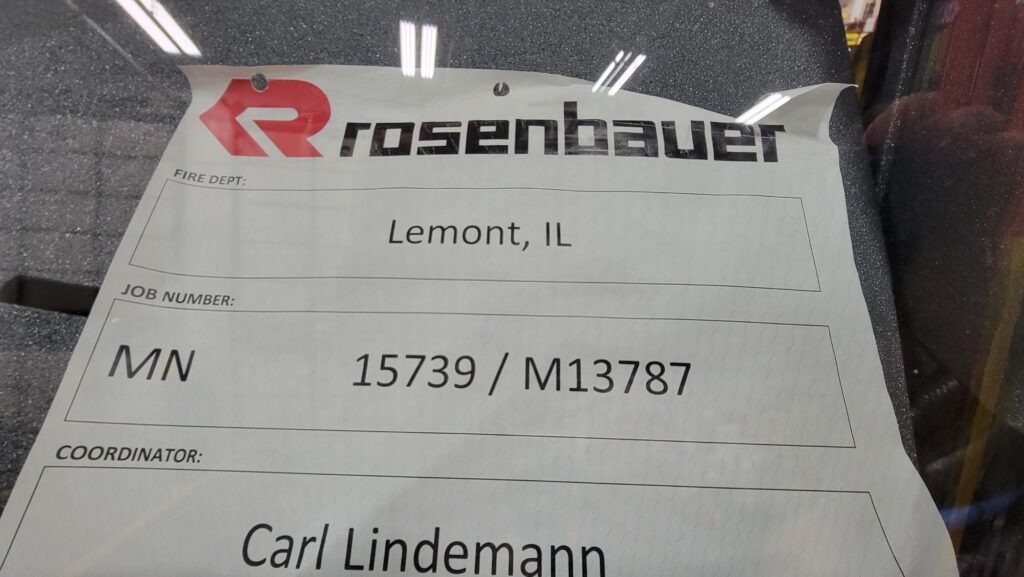 rosenbauer
FIRE DEPT:
Lemont, IL
JOB NUMBER:
MN 15739 / M13787
COORDINATOR:
Carl Lindemann